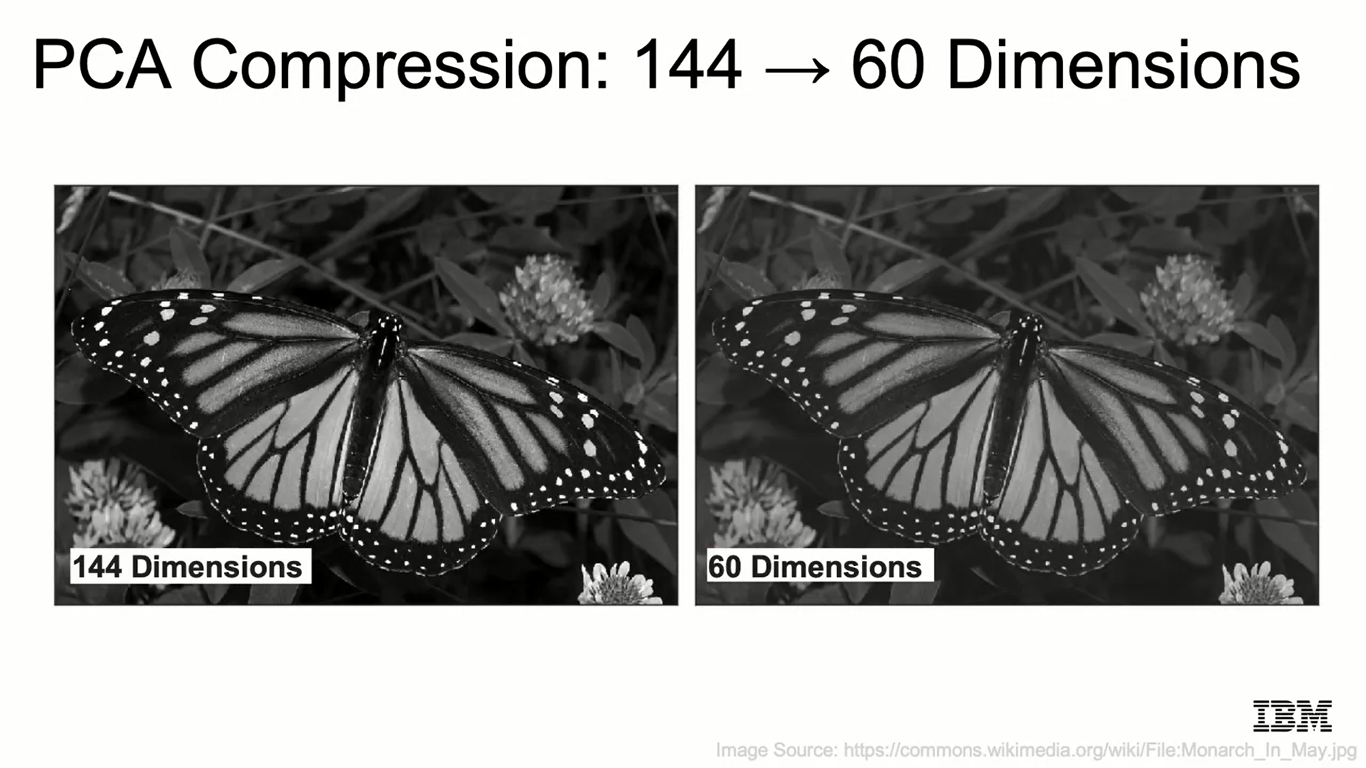 PCA Compression: 144 → 60 Dimensions
144 Dimensions
60 Dimensions
IBM
Image Source: https://commons.wikimedia.org/wiki/File:Monarch_In_May.jpg